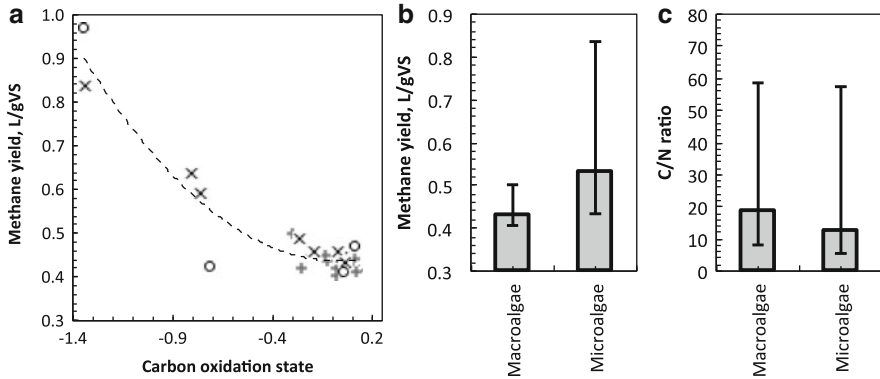 a
1.0
0.9
0.8
0.7
0.6
0.5
0.4
0.3
Methane yield, L/gVS
-1.4
-0.9
-0.4
0.2
Carbon oxidation state
b
0.9
0.8
0.7
0.6
0.5
0.4
0.3
Methane yield, L/gVS
Macroalgae
Microalgae
c
80
70
60
50
40
30
20
10
0
C/N ratio
Macroalgae
Microalgae